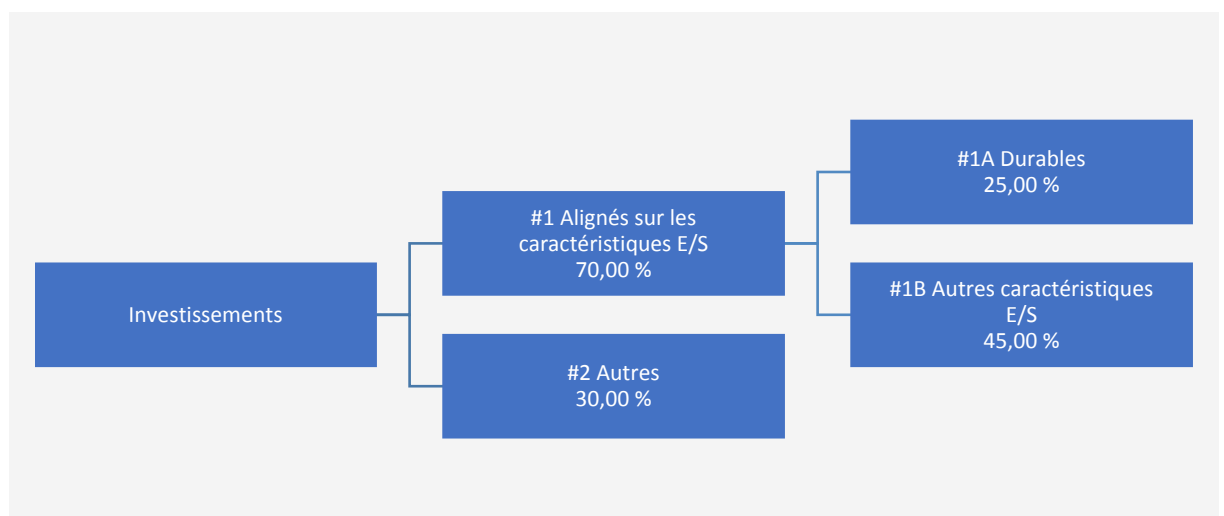 Investissements
#1 Alignés sur les
caractéristiques E/S
70,00 %
#2 Autres
30,00 %
#1A Durables
25,00 %
#1B Autres caractéristiques
E/S
45,00 %